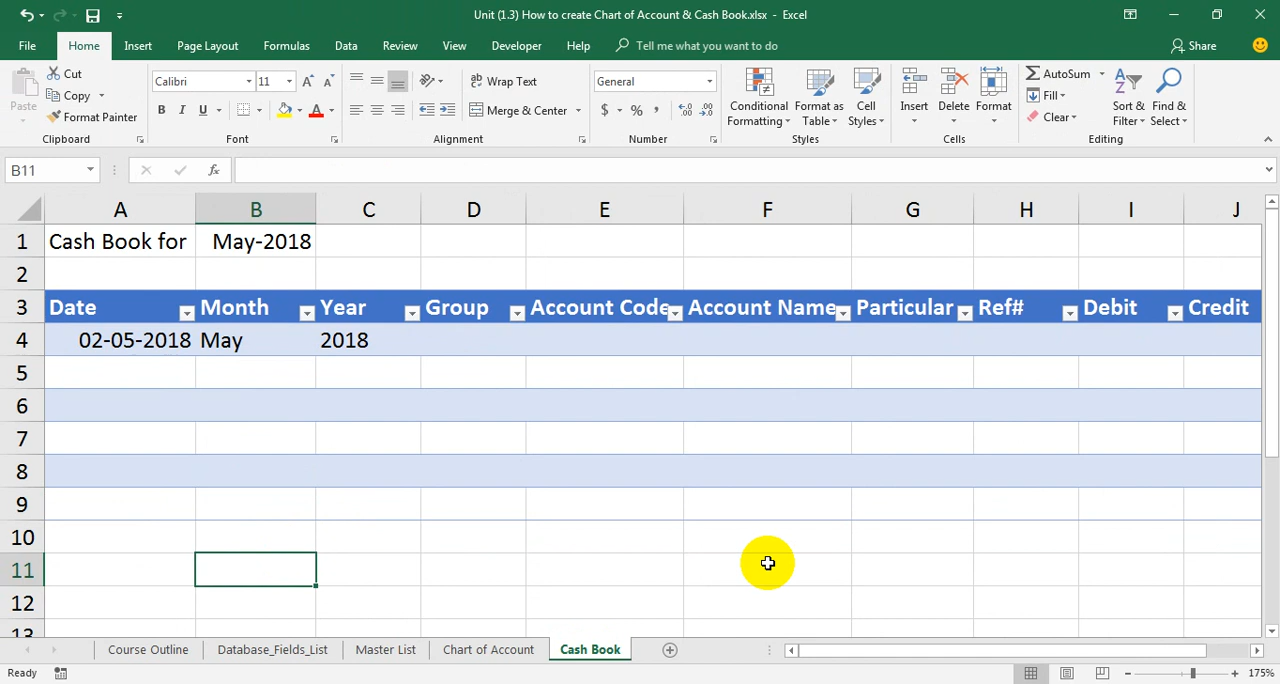 Unit (1.3) How to create Chart of Account & Cash Book.xlsx - Excel
File Home Insert Page Layout Formulas Data Review View Developer Help Tell me what you want to do Share
Paste
Cut
Copy
Format Painter
Clipboard
Calibri 11 A A
B I U A
Font
Wrap Text
Merge & Center
Alignment
General
$ % , .0 .00 .00 .0
Number
Conditional Formatting
Format as Table
Cell Styles
Styles
Insert
Delete
Format
Cells
AutoSum
Fill
Clear
Sort & Filter
Find & Select
Editing
B11 fx
A B C D E F G H I J
1 Cash Book for May-2018
2
3 Date Month Year Group Account Code Account Name Particular Ref# Debit Credit
4 02-05-2018 May 2018
5
6
7
8
9
10
11
12
13
Course Outline Database_Fields_List Master List Chart of Account Cash Book
Ready 175%